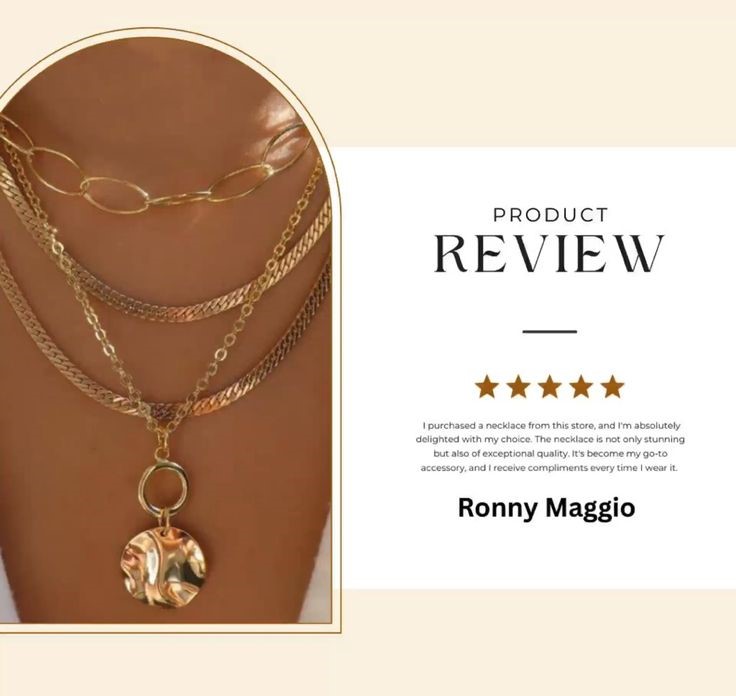 PRODUCT
REVIEW
I purchased a necklace from this store, and I'm absolutely
delighted with my choice. The necklace is not only stunning
but also of exceptional quality. It's become my go-to
accessory, and I receive compliments every time I wear it.
Ronny Maggio